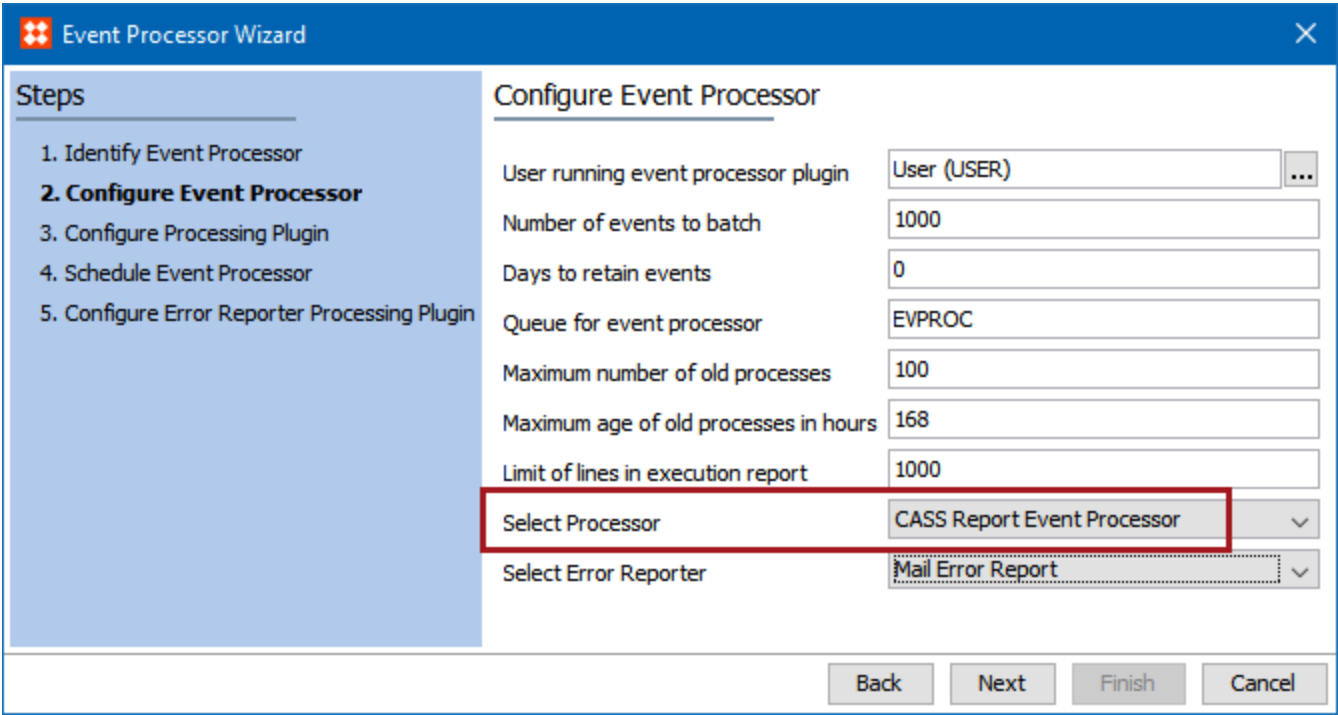 Event Processor Wizard
Steps
1. Identify Event Processor
2. Configure Event Processor
3. Configure Processing Plugin
4. Schedule Event Processor
5. Configure Error Reporter Processing Plugin
Configure Event Processor
User running event processor plugin User (USER) ...
Number of events to batch 1000
Days to retain events 0
Queue for event processor EVPROC
Maximum number of old processes 100
Maximum age of old processes in hours 168
Limit of lines in execution report 1000
Select Processor CASS Report Event Processor
Select Error Reporter Mail Error Report
Back Next Finish Cancel